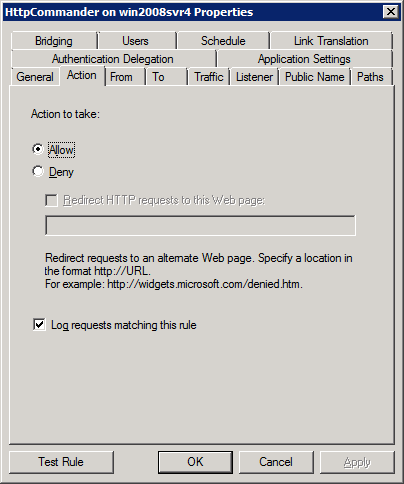 HttpCommander on win2008svr4 Properties
Bridging Users Schedule Link Translation
Authentication Delegation Application Settings
General Action From To Traffic Listener Public Name Paths
Action to take:
Allow
Deny
Redirect HTTP requests to this Web page:
Redirect requests to an alternate Web page. Specify a location in
the format http://URL.
For example: http://widgets.microsoft.com/denied.htm.
Log requests matching this rule
Test Rule OK Cancel Apply